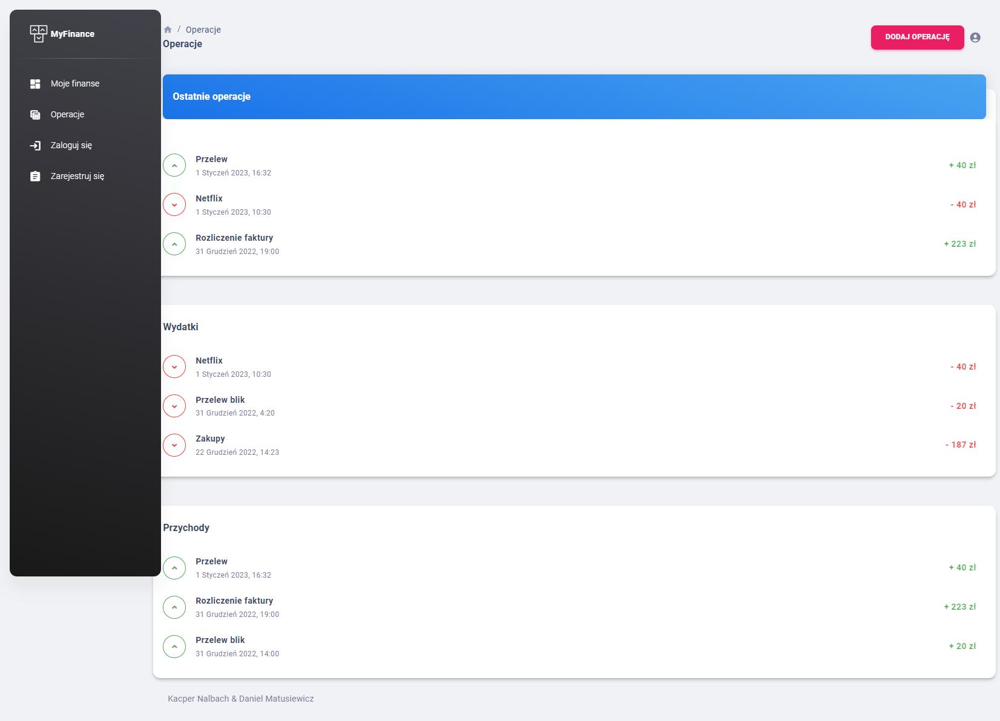 MyFinance
Moje finanse
Operacje
Zaloguj się
Zarejestruj się
/ Operacje
Operacje
DODAJ OPERACJĘ
Ostatnie operacje
Przelew
1 Styczeń 2023, 16:32
+ 40 zł
Netflix
1 Styczeń 2023, 10:30
- 40 zł
Rozliczenie faktury
31 Grudzień 2022, 19:00
+ 223 zł
Wydatki
Netflix
1 Styczeń 2023, 10:30
- 40 zł
Przelew blik
31 Grudzień 2022, 4:20
- 20 zł
Zakupy
22 Grudzień 2022, 14:23
- 187 zł
Przychody
Przelew
1 Styczeń 2023, 16:32
+ 40 zł
Rozliczenie faktury
31 Grudzień 2022, 19:00
+ 223 zł
Przelew blik
31 Grudzień 2022, 14:00
+ 20 zł
Kacper Nalbach & Daniel Matusiewicz